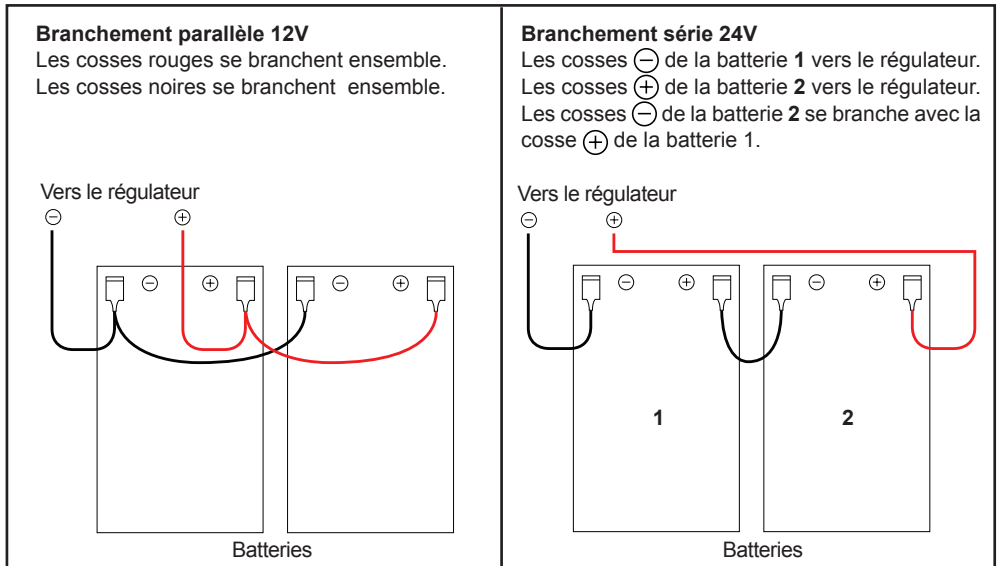 Branchement parallèle 12V
Les cosses rouges se branchent ensemble.
Les cosses noires se branchent ensemble.
Vers le régulateur
⊖ ⊕
⊖ ⊕ ⊖ ⊕
Batteries
Branchement série 24V
Les cosses ⊖ de la batterie 1 vers le régulateur.
Les cosses ⊕ de la batterie 2 vers le régulateur.
Les cosses ⊖ de la batterie 2 se branche avec la
cosse ⊕ de la batterie 1.
Vers le régulateur
⊖ ⊕
⊖ ⊕ ⊖ ⊕
1 2
Batteries